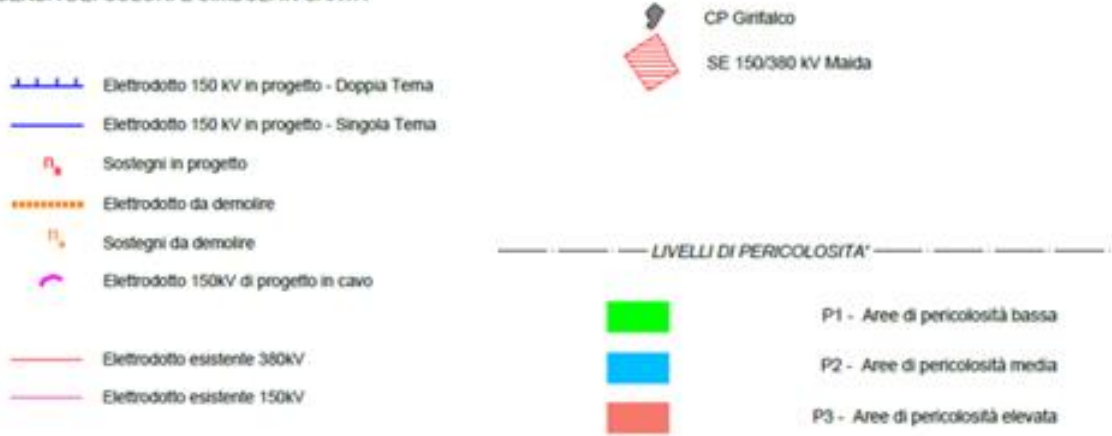 Elettrodotto 150 kV in progetto - Doppia Terna
Elettrodotto 150 kV in progetto - Singola Terna
n. Sostegni in progetto
Elettrodotto da demolire
n. Sostegni da demolire
Elettrodotto 150kV di progetto in cavo
Elettrodotto esistente 380kV
Elettrodotto esistente 150kV
CP Girifalco
SE 150/380 kV Maida
LIVELLI DI PERICOLOSITA'
P1 - Aree di pericolosità bassa
P2 - Aree di pericolosità media
P3 - Aree di pericolosità elevata